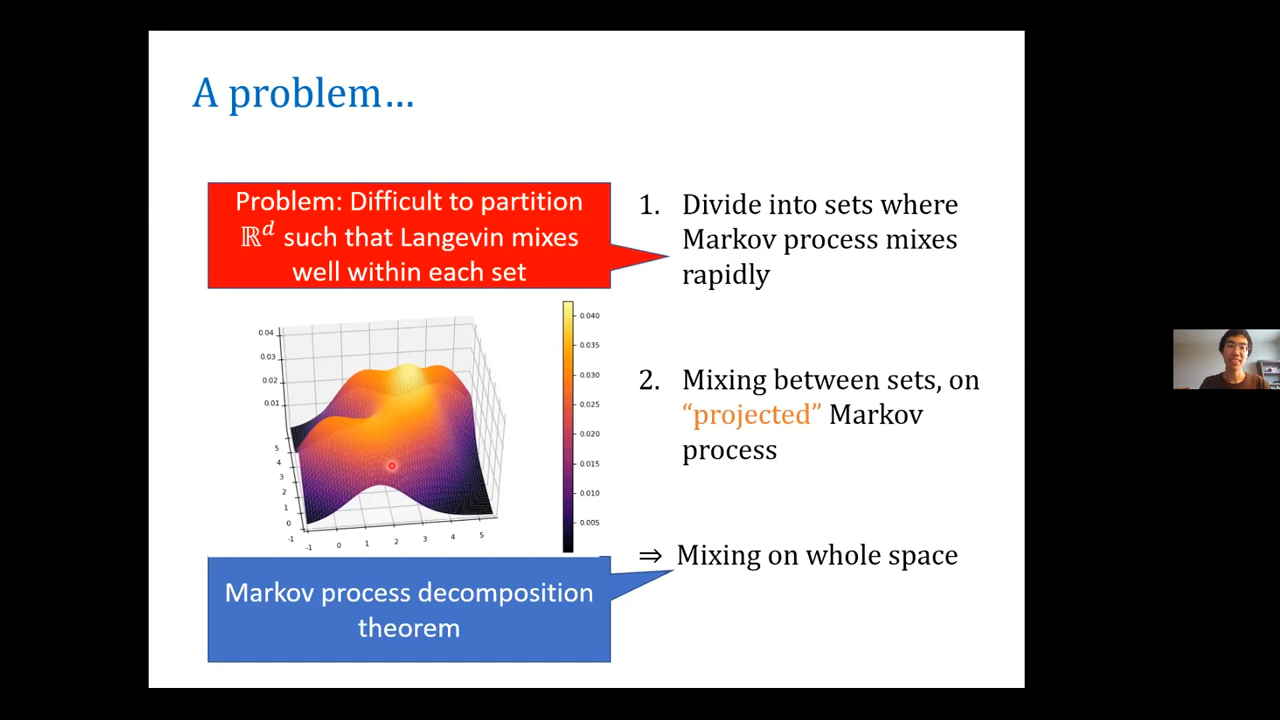 A problem...
Problem: Difficult to partition
ℝᵈ such that Langevin mixes
well within each set
1. Divide into sets where
Markov process mixes
rapidly
0.04
0.03
0.02
0.01
5
4
3
2
1
0
-1
-1 0 1 2 3 4 5
0.040
0.035
0.030
0.025
0.020
0.015
0.010
0.005
2. Mixing between sets, on
“projected” Markov
process
⇒ Mixing on whole space
Markov process decomposition
theorem